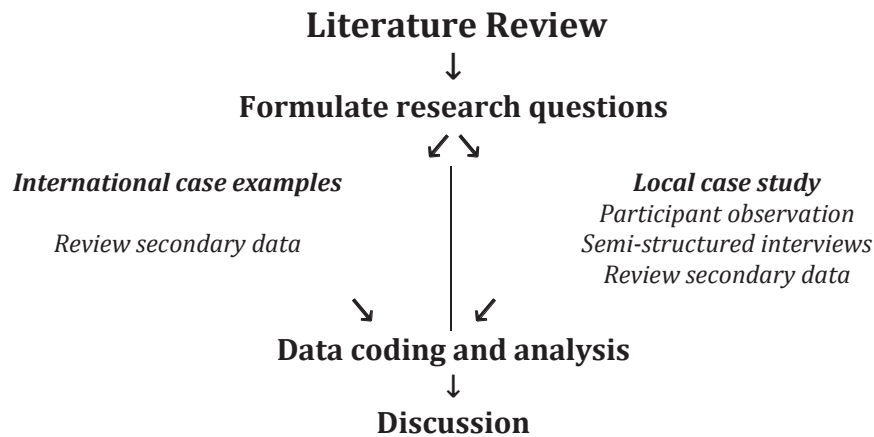 Literature Review
Formulate research questions
International case examples
Review secondary data
Local case study
Participant observation
Semi-structured interviews
Review secondary data
Data coding and analysis
Discussion